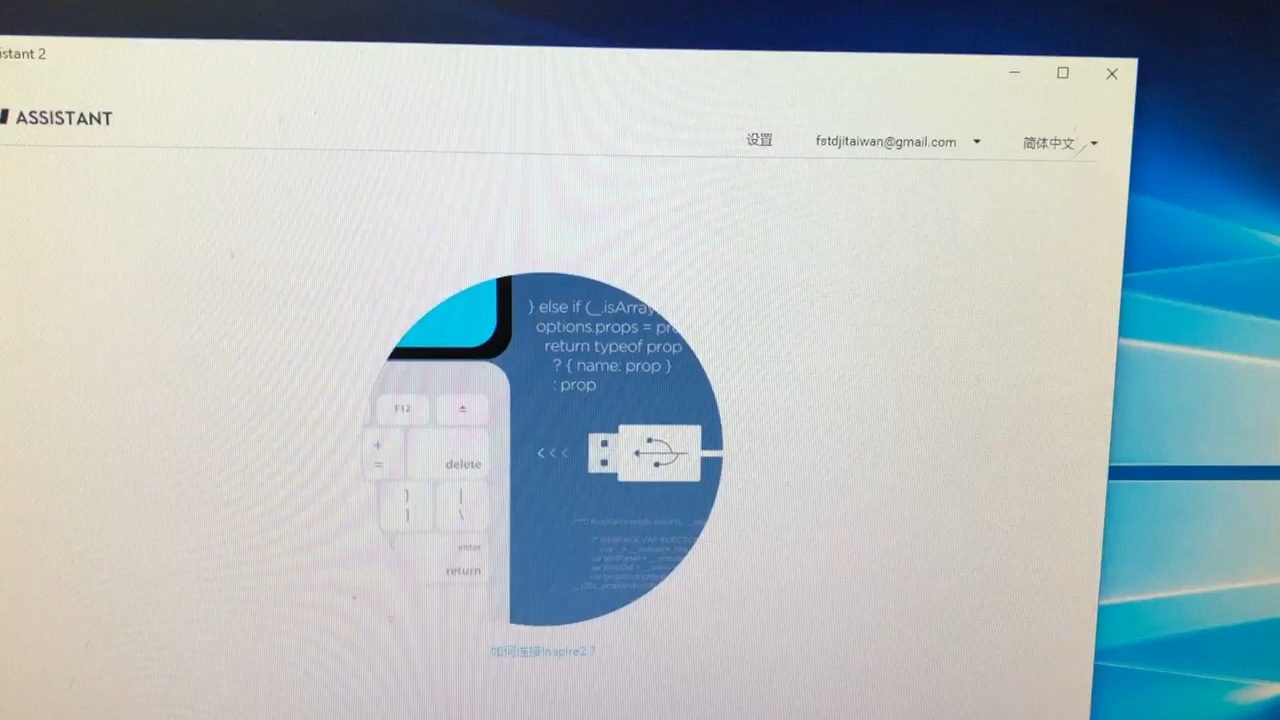 istant 2
ASSISTANT
设置
fstdjitaiwan@gmail.com
简体中文
} else if (_.isArray
options.props = pr
return typeof prop
? { name: prop }
: prop
F12
+
=
delete
}
]
|
\
enter
return
如何连接Inspire2？